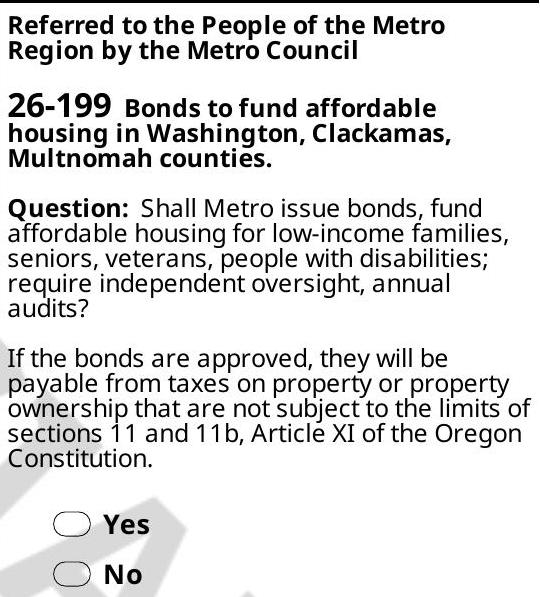 Referred to the People of the Metro
Region by the Metro Council
26-199 Bonds to fund affordable
housing in Washington, Clackamas,
Multnomah counties.
Question: Shall Metro issue bonds, fund
affordable housing for low-income families,
seniors, veterans, people with disabilities;
require independent oversight, annual
audits?
If the bonds are approved, they will be
payable from taxes on property or property
ownership that are not subject to the limits of
sections 11 and 11b, Article XI of the Oregon
Constitution.
Yes
No